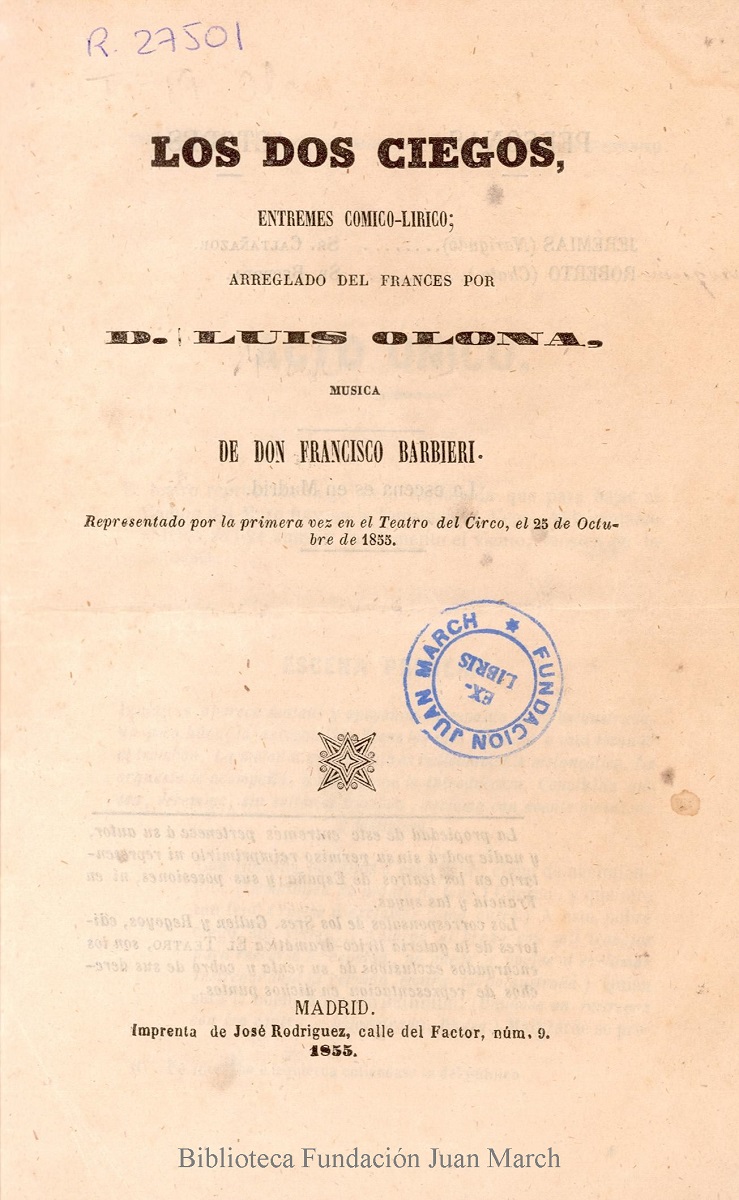 R. 27501
LOS DOS CIEGOS,
ENTREMES COMICO-LIRICO;
ARREGLADO DEL FRANCES POR
D. LUIS OLONA,
MUSICA
DE DON FRANCISCO BARBIERI.
Representado por la primera vez en el Teatro del Circo, el 25 de Octu-
bre de 1855.
FUNDACION JUAN MARCH
EX-
LIBRIS
MADRID.
Imprenta de José Rodriguez, calle del Factor, núm. 9.
1855.
Biblioteca Fundación Juan March